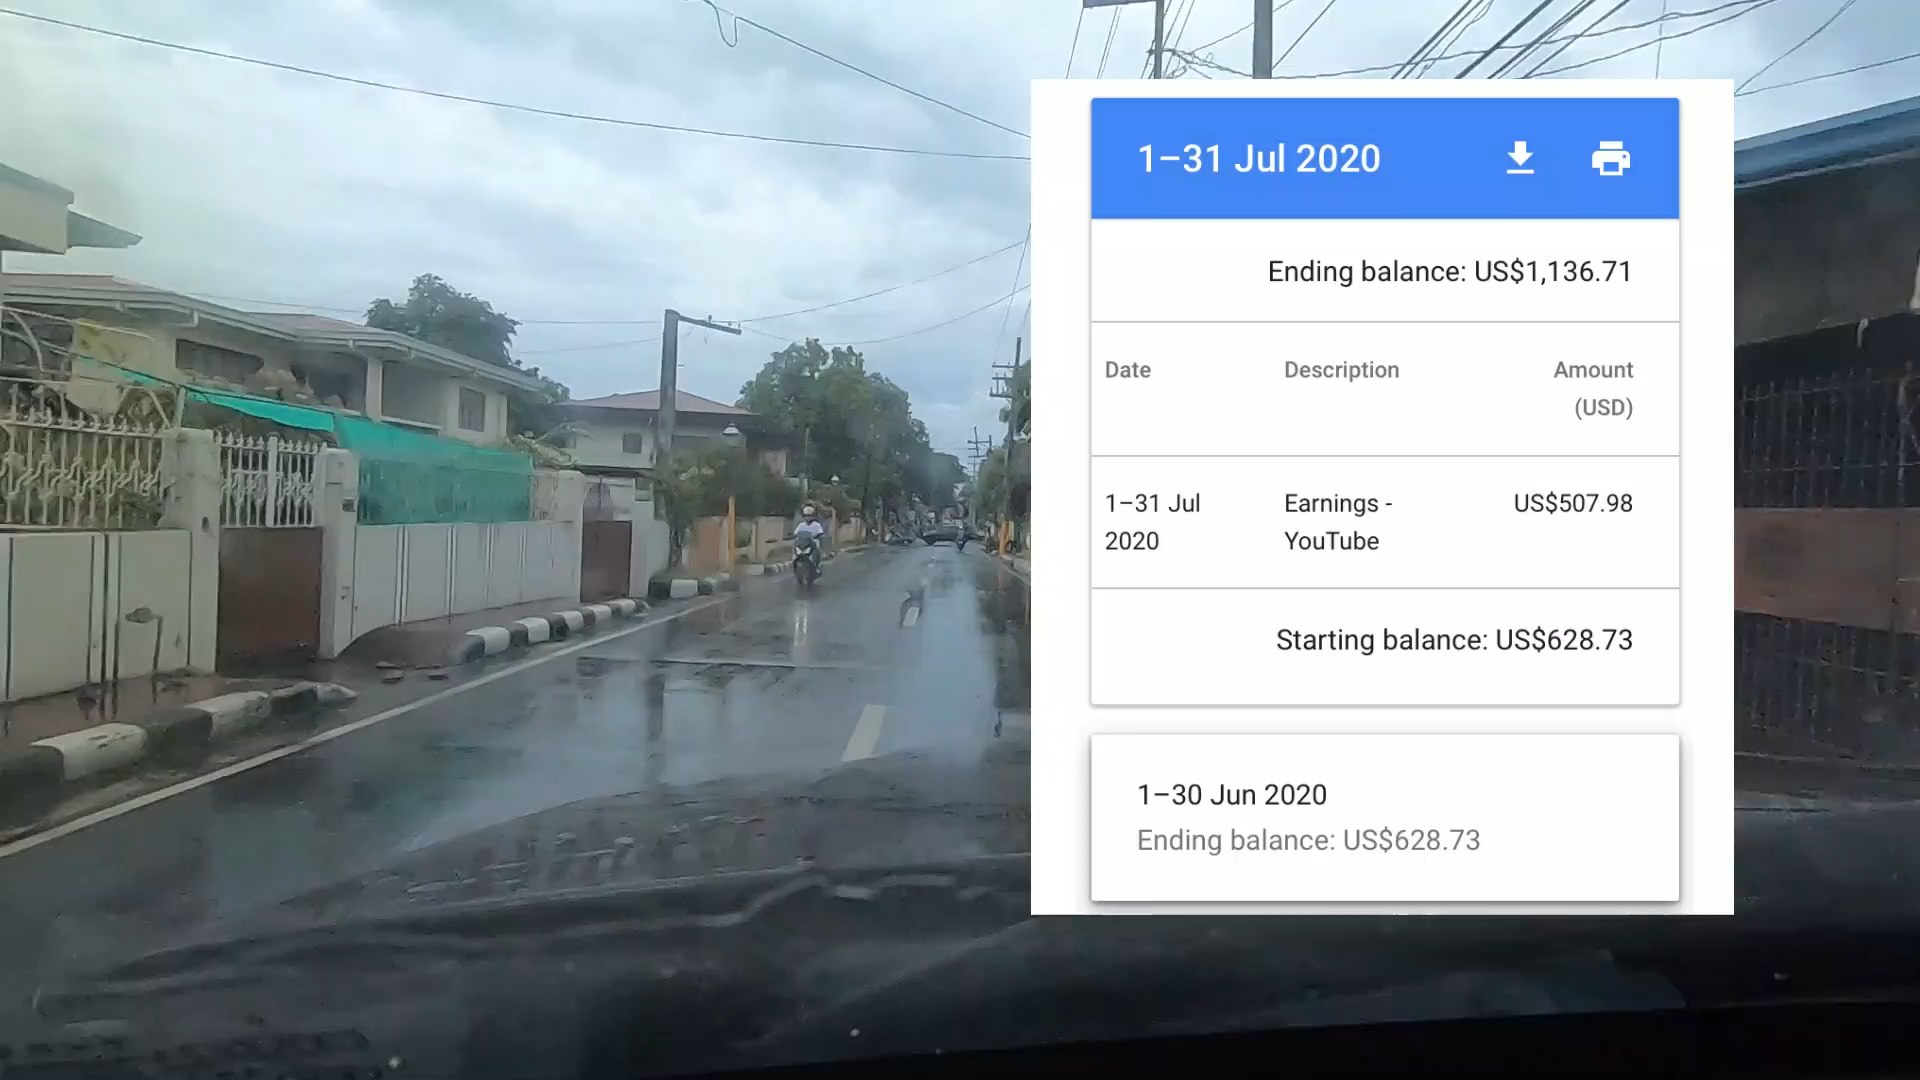 1–31 Jul 2020
Ending balance: US$1,136.71
Date Description Amount
(USD)
1–31 Jul Earnings - US$507.98
2020 YouTube
Starting balance: US$628.73
1–30 Jun 2020
Ending balance: US$628.73